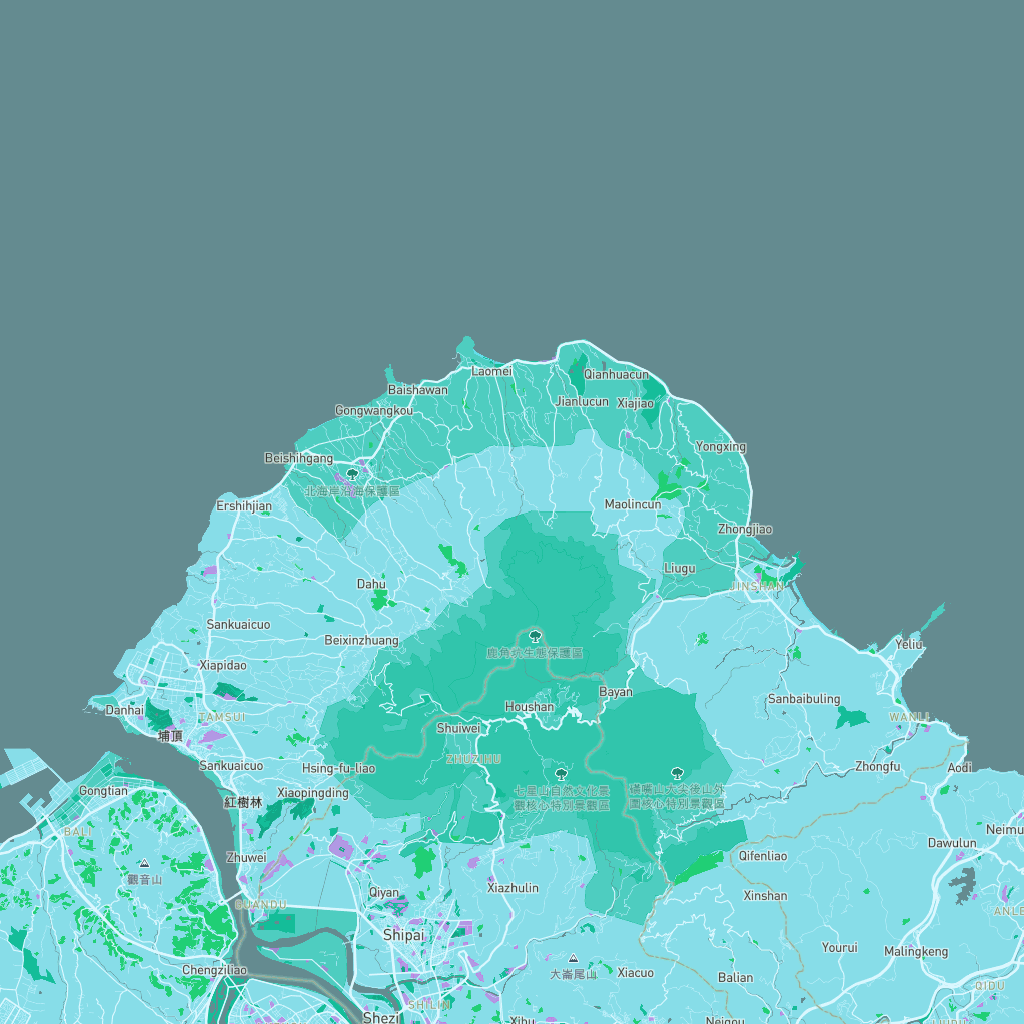 Laomei
Qianhuacun
Baishawan
Jianlucun
Xiajiao
Gongwangkou
Yongxing
Beishihgang
北海岸沿海保護區
Ershihjian
Maolincun
Zhongjiao
Liugu
Dahu
JINSHAN
Sankuaicuo
Beixinzhuang
Yeliu
鹿角坑生態保護區
Xiapidao
Bayan
Sanbaibuling
Houshan
Danhai
TAMSUI
WANLI
Shuiwei
埔頂
ZHUZIHU
Sankuaicuo
Hsing-fu-liao
Zhongfu
Aodi
Gongtian
Xiaopingding
七星山自然文化景
觀核心特別景觀區
磺嘴山大尖後山外
圍核心特別景觀區
紅樹林
BALI
Neimu
Dawulun
Zhuwei
Qifenliao
觀音山
Xiazhulin
Qiyan
Xinshan
GUANDU
ANLE
Shipai
Yourui
Malingkeng
Chengziliao
大崙尾山
Xiacuo
Balian
QIDU
SHILIN
Shezi
Xihu
Neigou